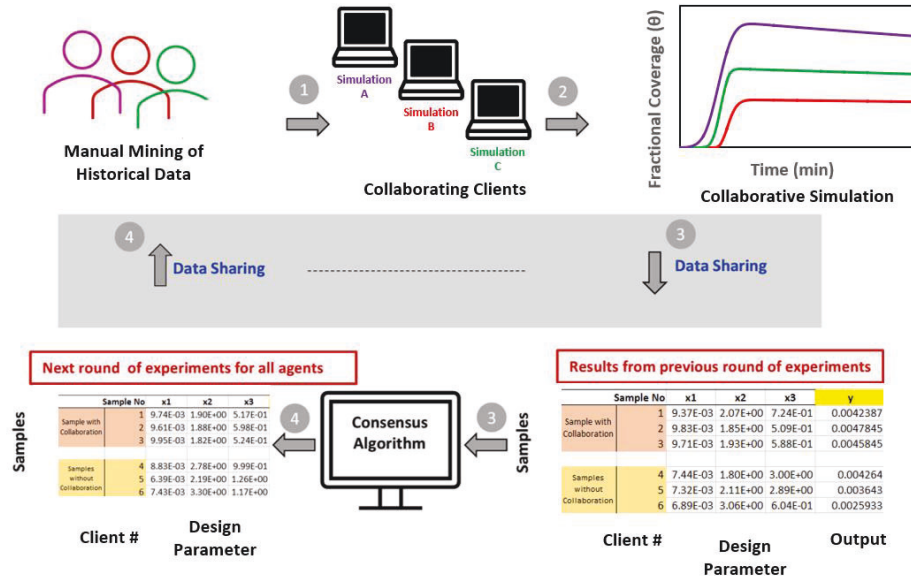 Manual Mining of
Historical Data
1
Simulation
A
Simulation
B
Simulation
C
Collaborating Clients
2
Fractional Coverage (θ)
Time (min)
Collaborative Simulation
4
Data Sharing
3
Data Sharing
Next round of experiments for all agents
Samples
Sample No x1 x2 x3
Sample with
Collaboration
1 9.74E-03 1.90E+00 5.17E-01
2 9.61E-03 1.88E+00 5.98E-01
3 9.95E-03 1.82E+00 5.24E-01
Samples
without
Collaboration
4 8.83E-03 2.78E+00 9.99E-01
5 6.39E-03 2.19E+00 1.26E+00
6 7.43E-03 3.30E+00 1.17E+00
Client #
Design
Parameter
4
Consensus
Algorithm
3
Results from previous round of experiments
Samples
Sample No x1 x2 x3 y
Sample with
Collaboration
1 9.37E-03 2.07E+00 7.24E-01 0.0042387
2 9.83E-03 1.85E+00 5.09E-01 0.0047845
3 9.71E-03 1.93E+00 5.88E-01 0.0045845
Samples
without
Collaboration
4 7.44E-03 1.80E+00 3.00E+00 0.004264
5 7.32E-03 2.11E+00 2.89E+00 0.003643
6 6.89E-03 3.06E+00 6.04E-01 0.0025933
Client #
Design
Parameter
Output